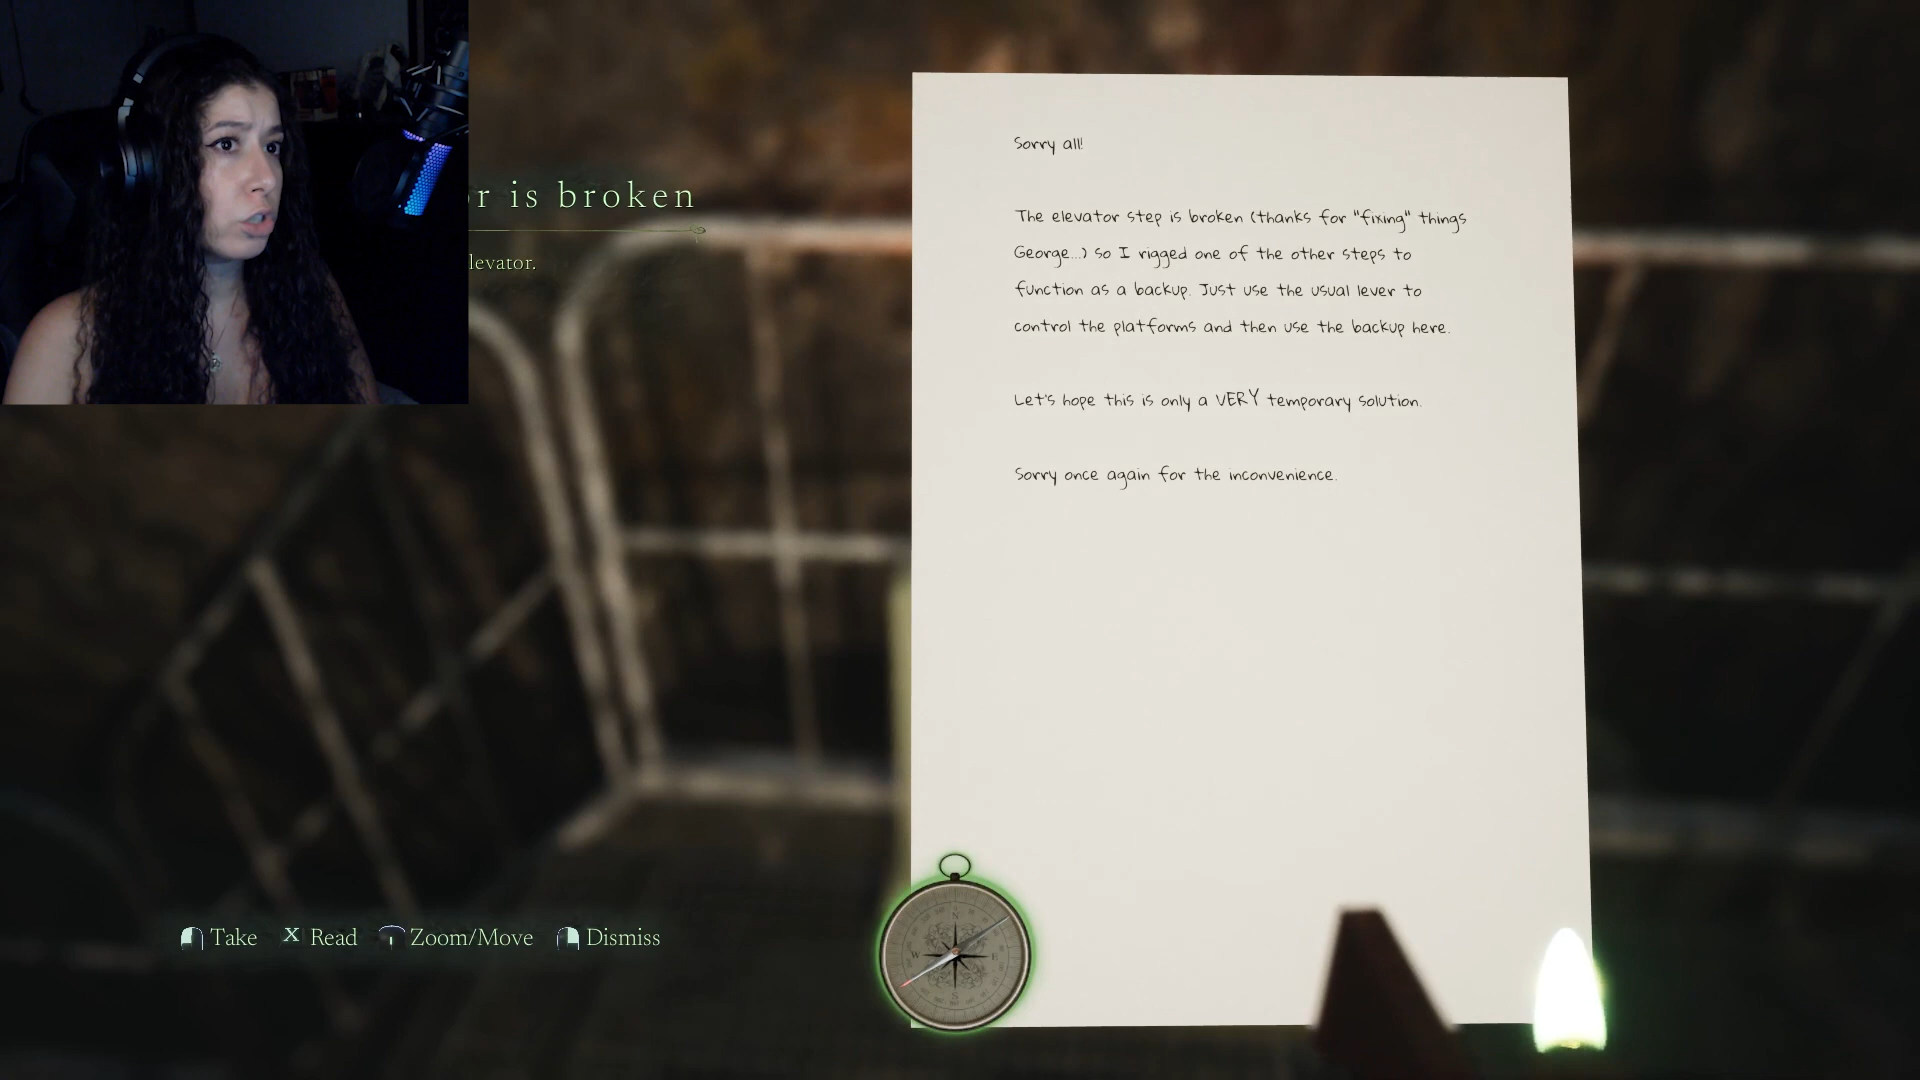 r is broken
levator.
Sorry all!
The elevator step is broken (thanks for "fixing" things
George...) so I rigged one of the other steps to
function as a backup. Just use the usual lever to
control the platforms and then use the backup here.
Let's hope this is only a VERY temporary solution.
Sorry once again for the inconvenience.
Take X Read Zoom/Move Dismiss
N
W E
S